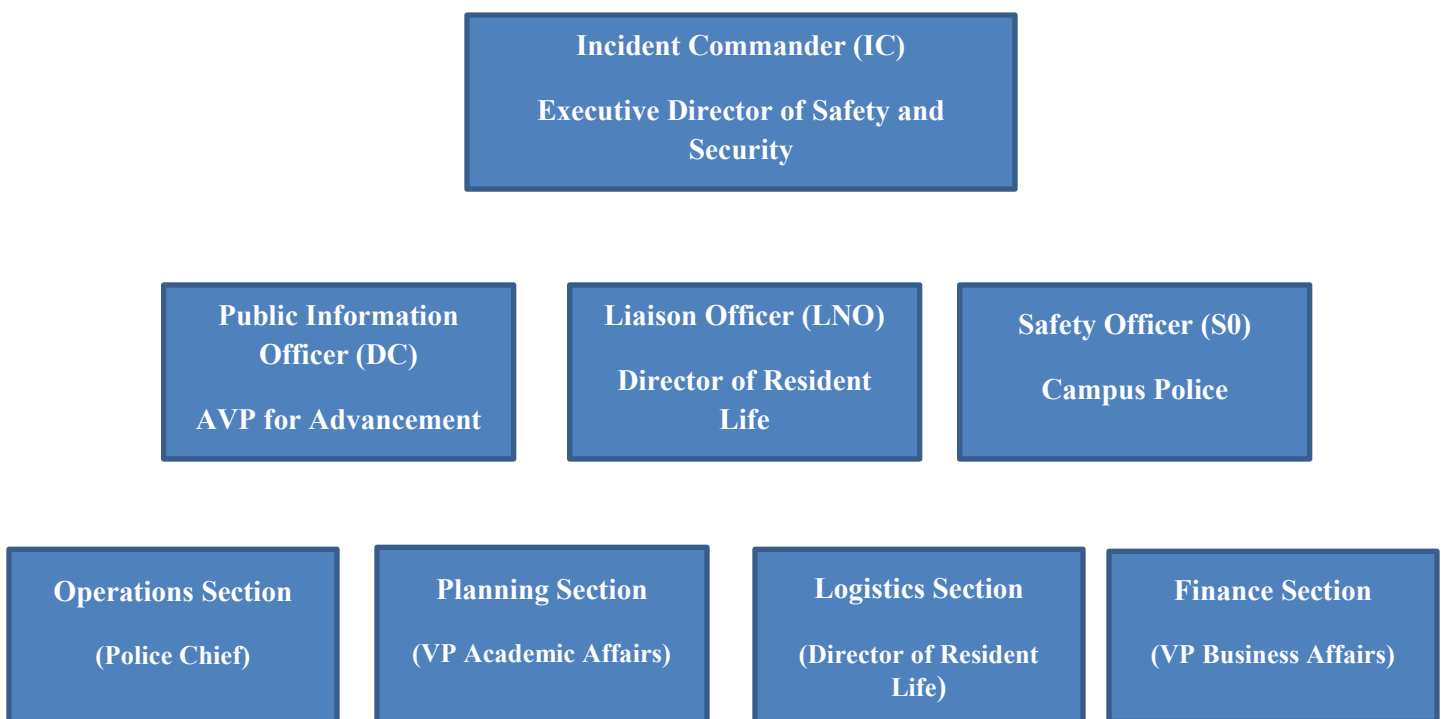 Incident Commander (IC)
Executive Director of Safety and
Security
Public Information
Officer (DC)
AVP for Advancement
Liaison Officer (LNO)
Director of Resident
Life
Safety Officer (S0)
Campus Police
Operations Section
(Police Chief)
Planning Section
(VP Academic Affairs)
Logistics Section
(Director of Resident
Life)
Finance Section
(VP Business Affairs)